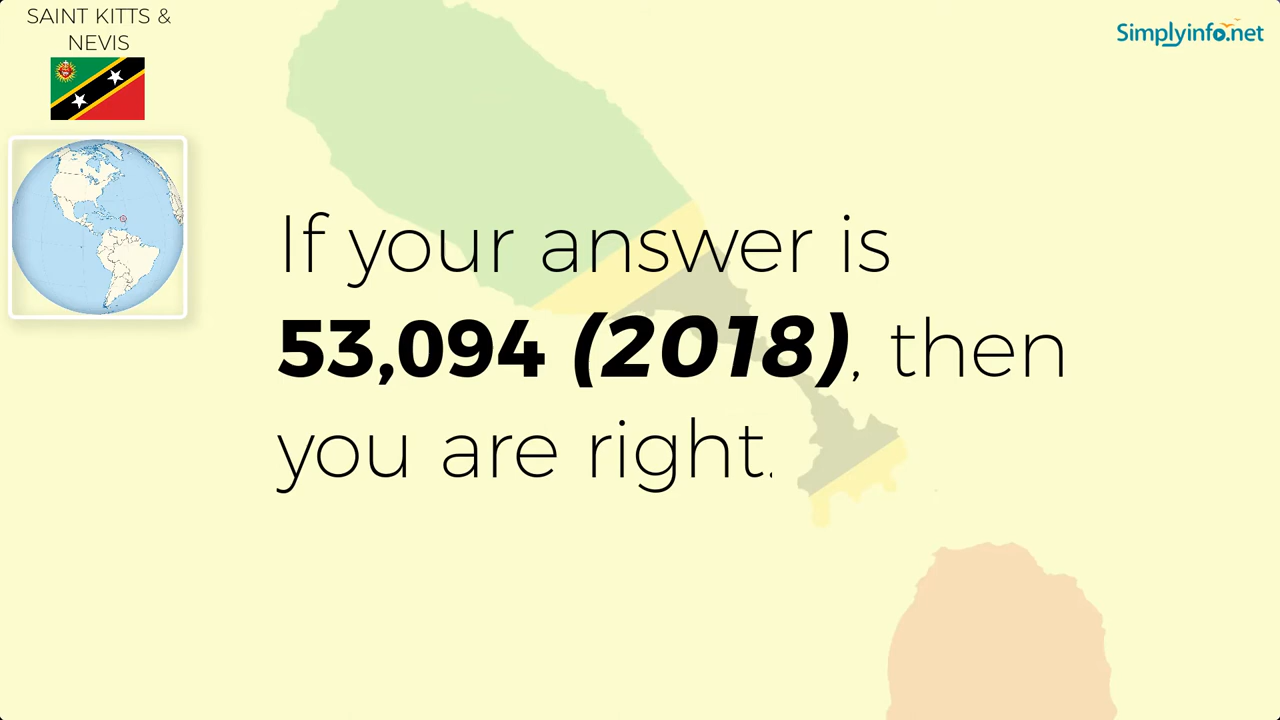 SAINT KITTS &
NEVIS
Simplyinfo.net
If your answer is
53,094 (2018), then
you are right.